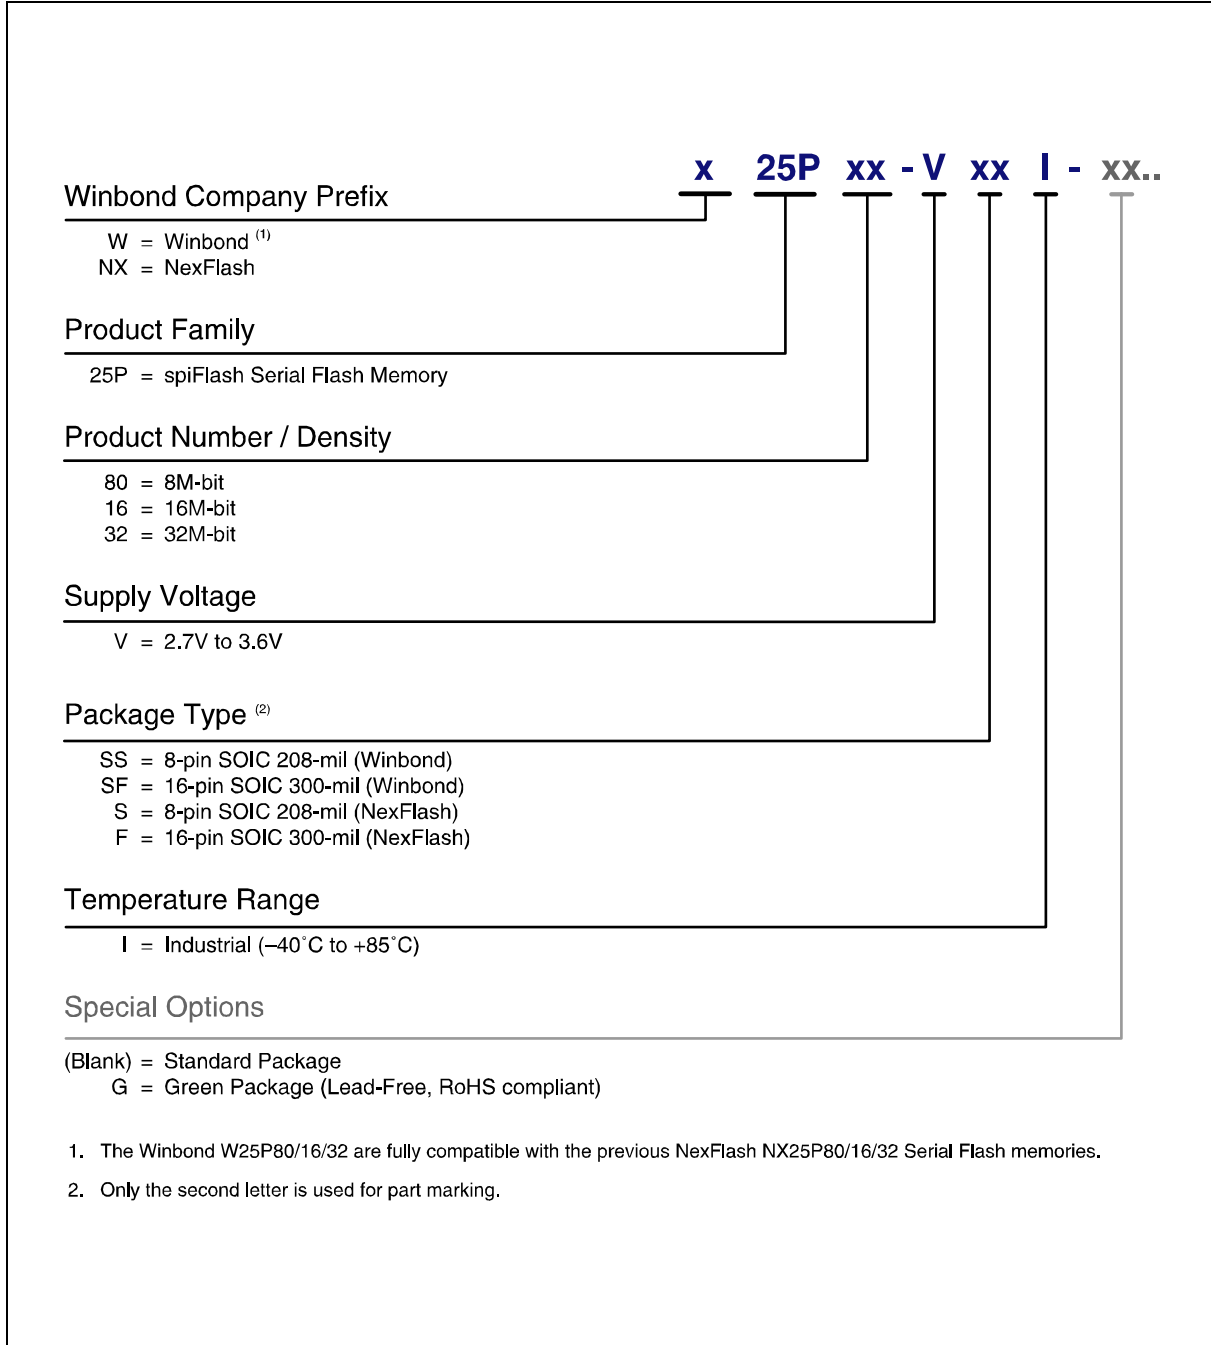 x 25P xx - V xx I - xx..
Winbond Company Prefix
W = Winbond (1)
NX = NexFlash
Product Family
25P = spiFlash Serial Flash Memory
Product Number / Density
80 = 8M-bit
16 = 16M-bit
32 = 32M-bit
Supply Voltage
V = 2.7V to 3.6V
Package Type (2)
SS = 8-pin SOIC 208-mil (Winbond)
SF = 16-pin SOIC 300-mil (Winbond)
S = 8-pin SOIC 208-mil (NexFlash)
F = 16-pin SOIC 300-mil (NexFlash)
Temperature Range
I = Industrial (–40˚C to +85˚C)
Special Options
(Blank) = Standard Package
G = Green Package (Lead-Free, RoHS compliant)
1. The Winbond W25P80/16/32 are fully compatible with the previous NexFlash NX25P80/16/32 Serial Flash memories.
2. Only the second letter is used for part marking.